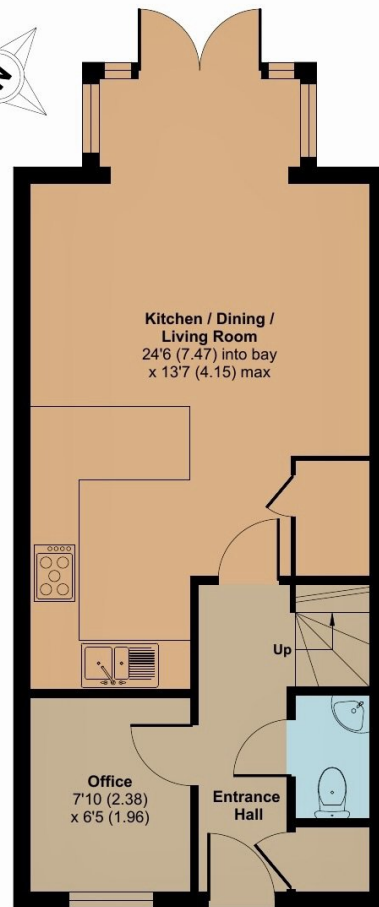 N
Kitchen / Dining /
Living Room
24'6 (7.47) into bay
x 13'7 (4.15) max
Up
Office
7'10 (2.38)
x 6'5 (1.96)
Entrance
Hall